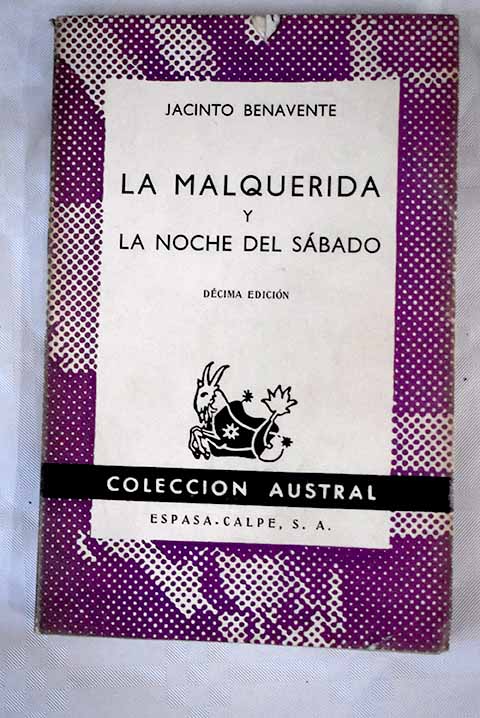 JACINTO BENAVENTE
LA MALQUERIDA
Y
LA NOCHE DEL SÁBADO
DÉCIMA EDICIÓN
COLECCION AUSTRAL
ESPASA-CALPE, S. A.